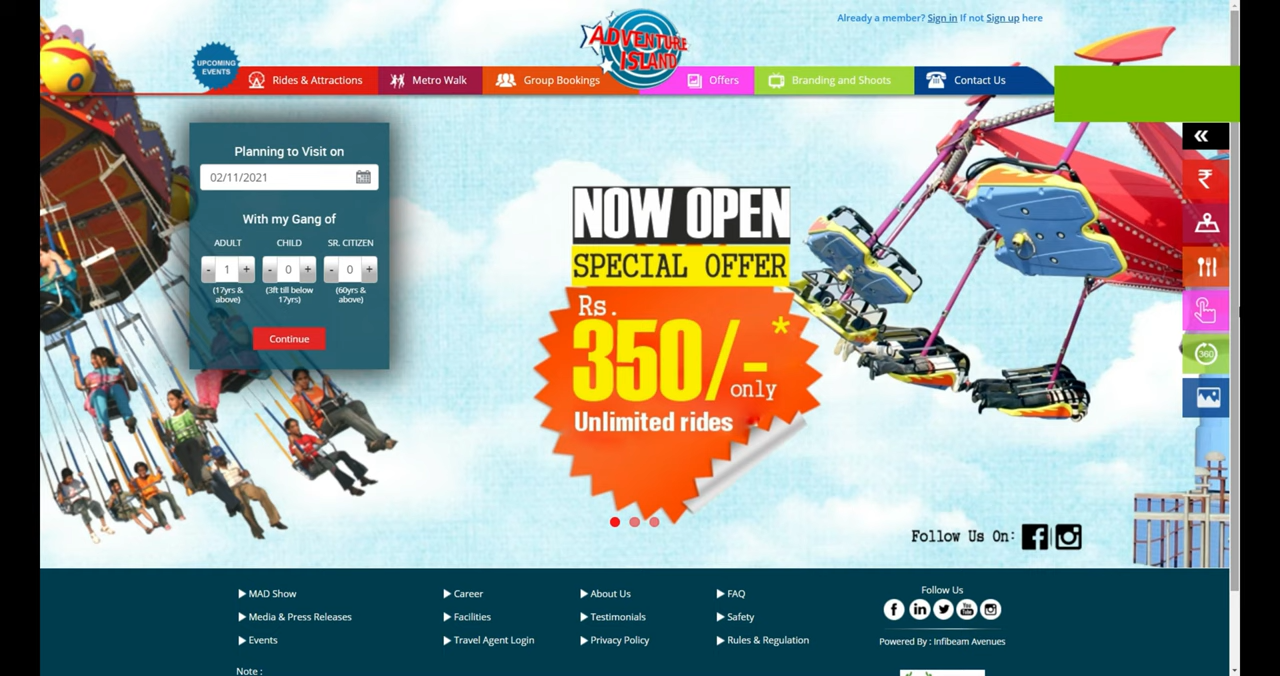 Already a member? Sign in If not Sign up here
ADVENTURE
ISLAND
UPCOMING
EVENTS
Rides & Attractions
Metro Walk
Group Bookings
Offers
Branding and Shoots
Contact Us
Planning to Visit on
02/11/2021
With my Gang of
ADULT CHILD SR. CITIZEN
- 1 + - 0 + - 0 +
(17yrs & above)
(3ft till below 17yrs)
(60yrs & above)
Continue
NOW OPEN
SPECIAL OFFER
Rs.
350/-*
only
Unlimited rides
«
₹
360
Follow Us On:
MAD Show
Media & Press Releases
Events
Career
Facilities
Travel Agent Login
About Us
Testimonials
Privacy Policy
FAQ
Safety
Rules & Regulation
Follow Us
Powered By : Infibeam Avenues
Note :